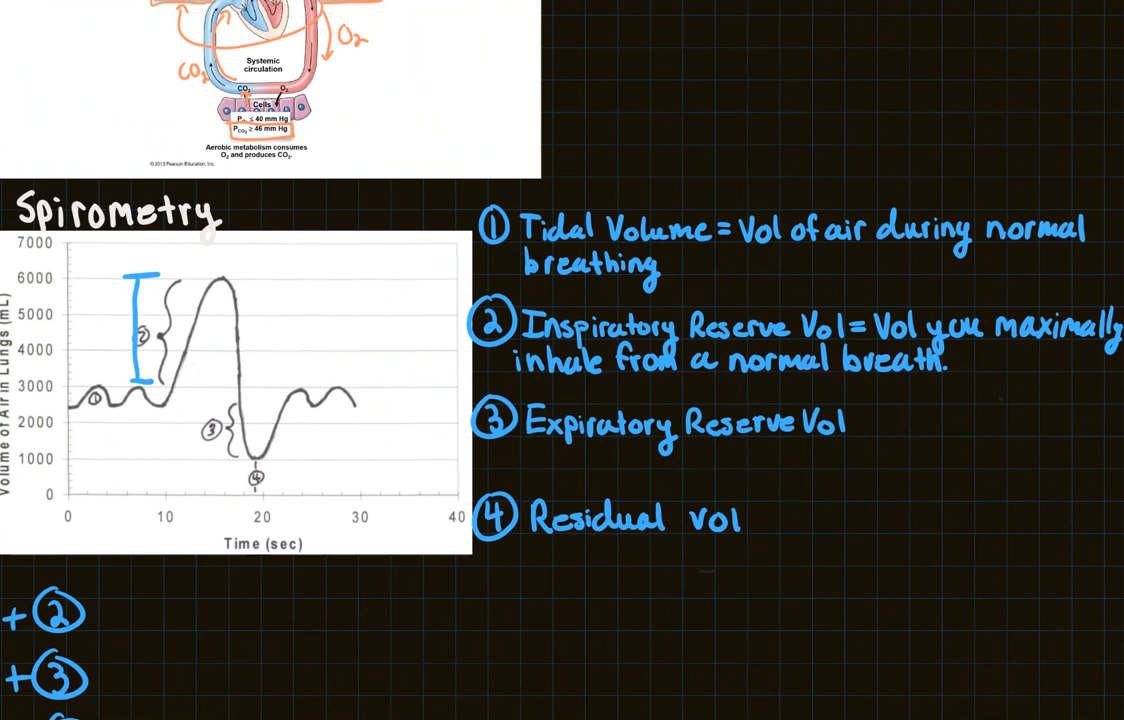 O₂
CO₂
Systemic
circulation
CO₂ O₂
Cells
P_O₂ ≤ 40 mm Hg
P_CO₂ ≥ 46 mm Hg
Aerobic metabolism consumes
O₂ and produces CO₂.
© 2013 Pearson Education, Inc.
Spirometry
7000
6000
5000
4000
3000
2000
1000
0
Volume of Air in Lungs (mL)
①
②
③
④
0 10 20 30 40
Time (sec)
① Tidal Volume = Vol of air during normal
breathing
② Inspiratory Reserve Vol = Vol you maximally
inhale from a normal breath.
③ Expiratory Reserve Vol
④ Residual vol
+ ②
+ ③